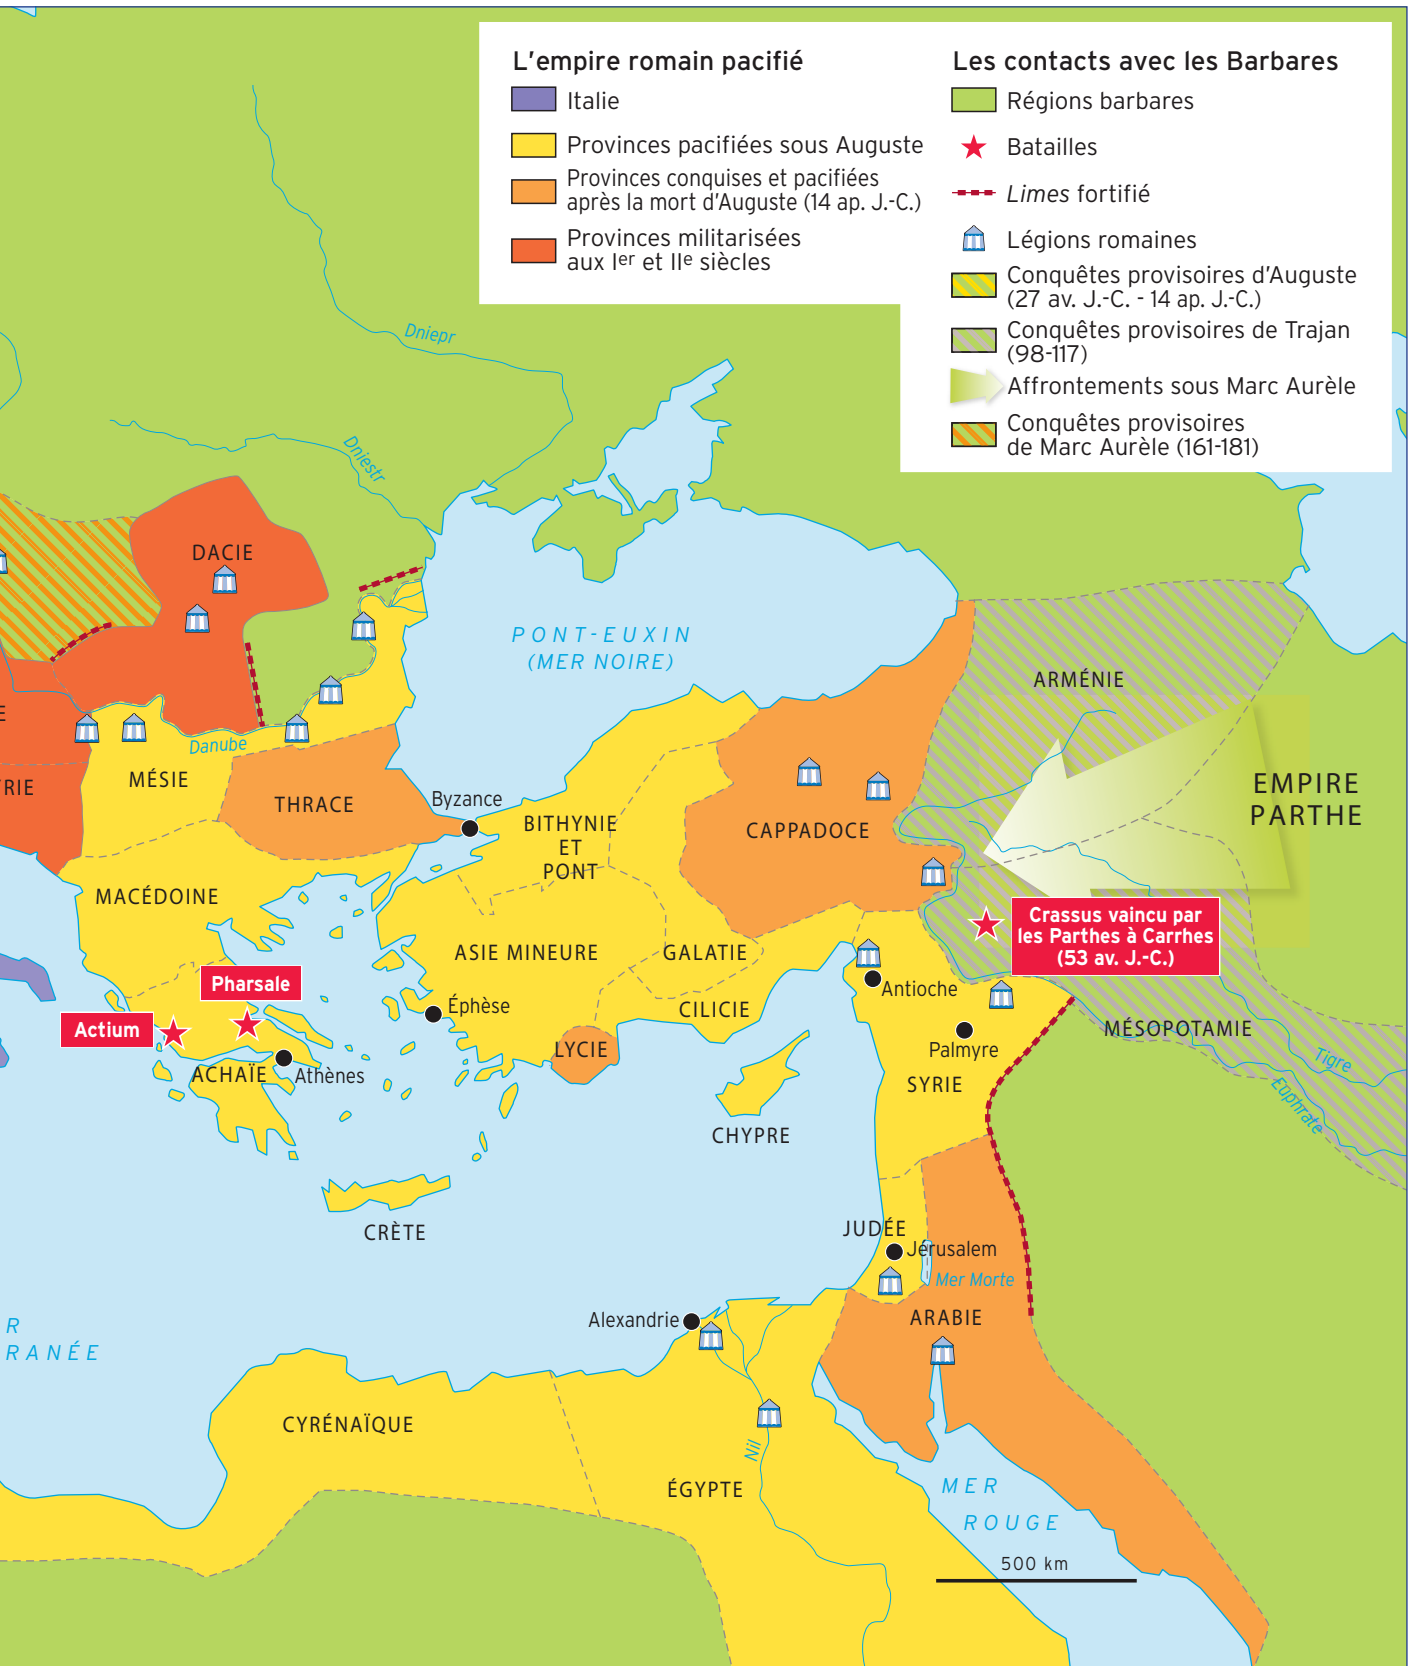 L'empire romain pacifié
Italie
Provinces pacifiées sous Auguste
Provinces conquises et pacifiées
après la mort d'Auguste (14 ap. J.-C.)
Provinces militarisées
aux Ier et IIe siècles
Les contacts avec les Barbares
Régions barbares
Batailles
Limes fortifié
Légions romaines
Conquêtes provisoires d'Auguste
(27 av. J.-C. - 14 ap. J.-C.)
Conquêtes provisoires de Trajan
(98-117)
Affrontements sous Marc Aurèle
Conquêtes provisoires
de Marc Aurèle (161-181)
Dniepr
Dniestr
DACIE
PONT-EUXIN
(MER NOIRE)
ARMÉNIE
E
Danube
MÉSIE
RIE
THRACE
Byzance
BITHYNIE
ET
PONT
CAPPADOCE
EMPIRE
PARTHE
MACÉDOINE
ASIE MINEURE
GALATIE
Crassus vaincu par
les Parthes à Carrhes
(53 av. J.-C.)
Pharsale
Actium
Éphèse
CILICIE
Antioche
Palmyre
MÉSOPOTAMIE
LYCIE
ACHAÏE
Athènes
SYRIE
Tigre
Euphrate
CHYPRE
CRÈTE
JUDÉE
Jérusalem
Mer Morte
ARABIE
Alexandrie
R
RANÉE
CYRÉNAÏQUE
Nil
ÉGYPTE
MER
ROUGE
500 km